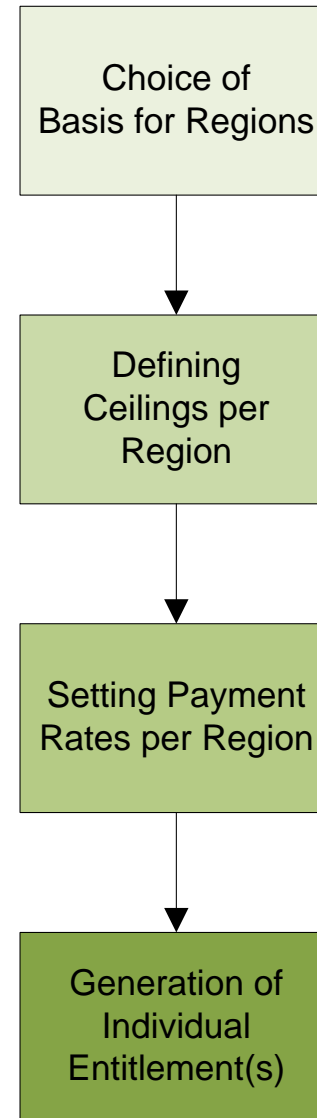 Choice of
Basis for Regions
Defining
Ceilings per
Region
Setting Payment
Rates per Region
Generation of
Individual
Entitlement(s)